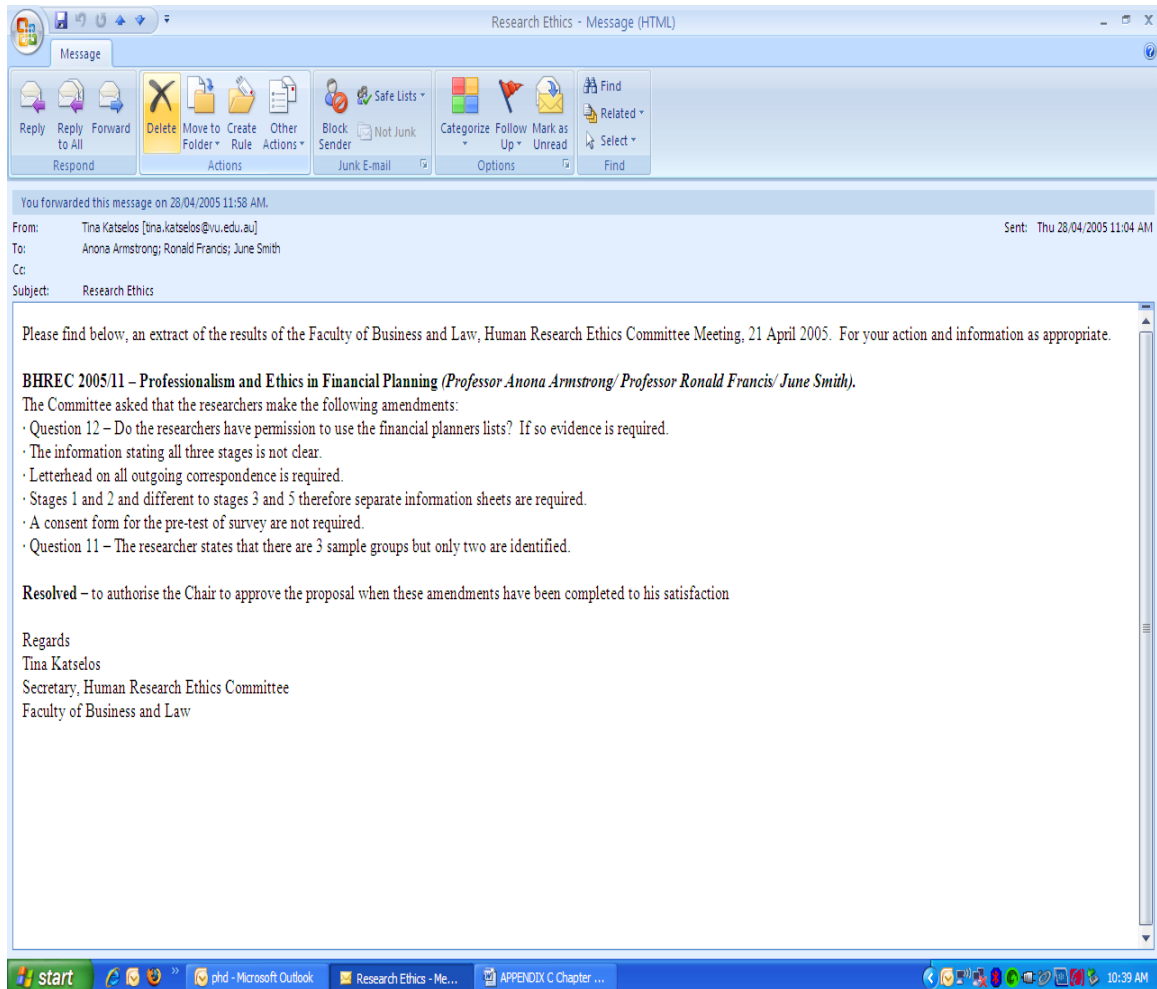 Research Ethics - Message (HTML)
Message
Reply
Reply to All
Forward
Respond
Delete
Move to Folder
Create Rule
Other Actions
Actions
Block Sender
Safe Lists
Not Junk
Junk E-mail
Categorize
Follow Up
Mark as Unread
Options
Find
Related
Select
Find
You forwarded this message on 28/04/2005 11:58 AM.
From: Tina Katselos [tina.katselos@vu.edu.au] Sent: Thu 28/04/2005 11:04 AM
To: Anona Armstrong; Ronald Francis; June Smith
Cc:
Subject: Research Ethics
Please find below, an extract of the results of the Faculty of Business and Law, Human Research Ethics Committee Meeting, 21 April 2005.  For your action and information as appropriate.
BHREC 2005/11 – Professionalism and Ethics in Financial Planning (Professor Anona Armstrong/ Professor Ronald Francis/ June Smith).
The Committee asked that the researchers make the following amendments:
· Question 12 – Do the researchers have permission to use the financial planners lists?  If so evidence is required.
· The information stating all three stages is not clear.
· Letterhead on all outgoing correspondence is required.
· Stages 1 and 2 and different to stages 3 and 5 therefore separate information sheets are required.
· A consent form for the pre-test of survey are not required.
· Question 11 – The researcher states that there are 3 sample groups but only two are identified.
Resolved – to authorise the Chair to approve the proposal when these amendments have been completed to his satisfaction
Regards
Tina Katselos
Secretary, Human Research Ethics Committee
Faculty of Business and Law
start
phd - Microsoft Outlook
Research Ethics - Me...
APPENDIX C Chapter ...
10:39 AM